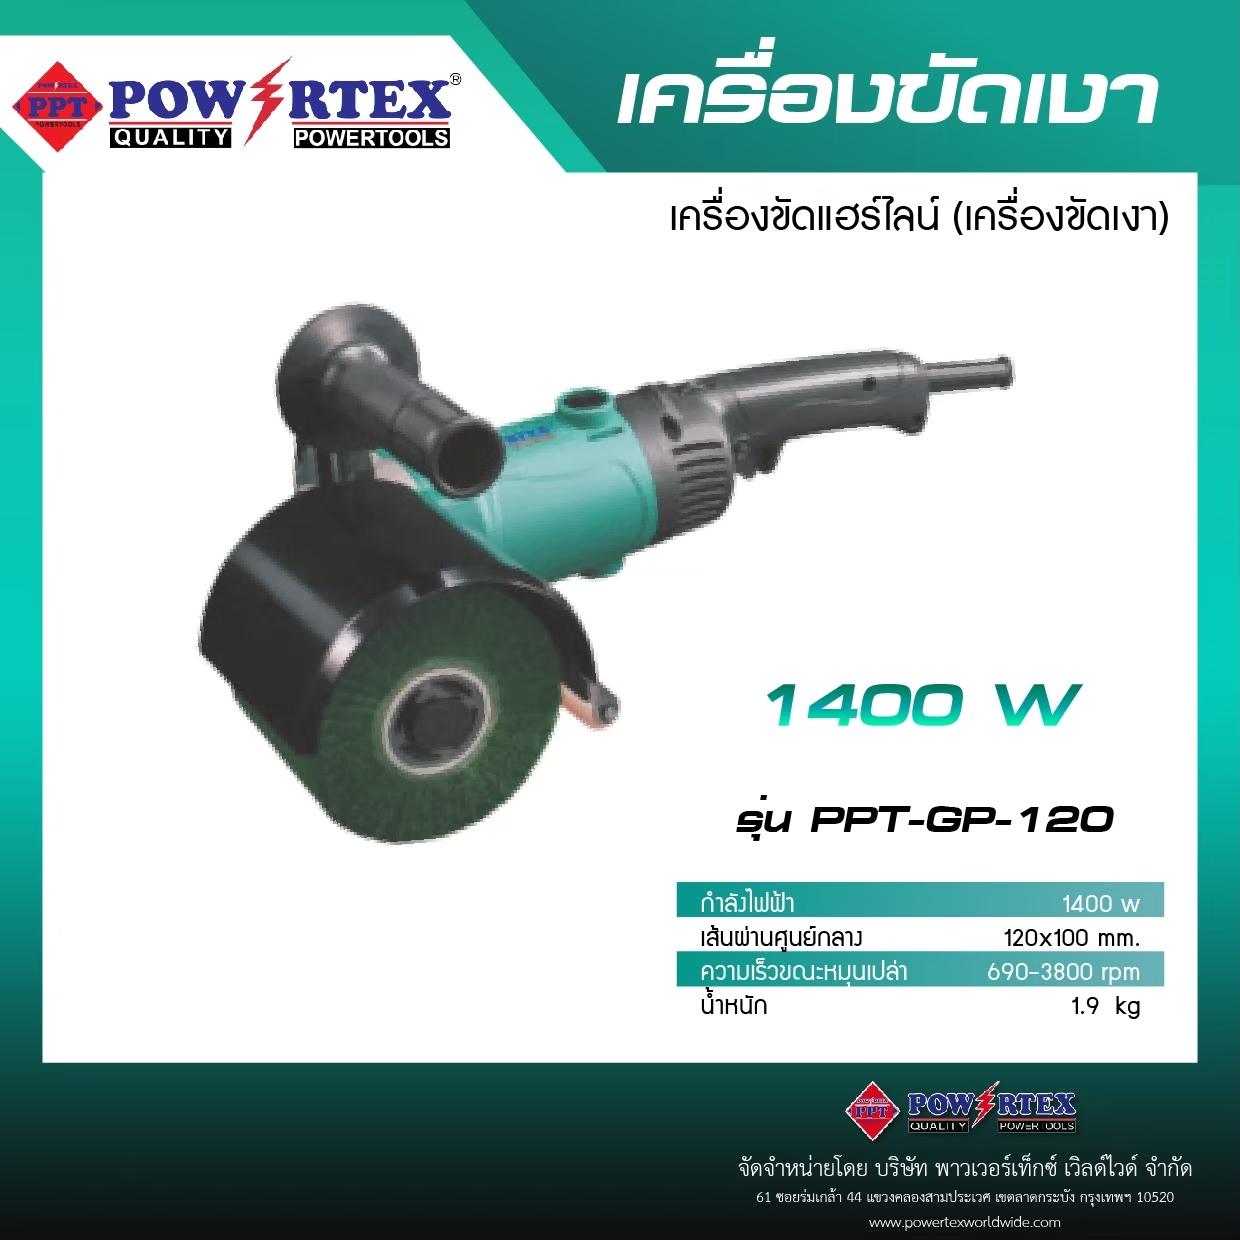 POWERTEX®
PPT
POWERTOOLS
QUALITY POWERTOOLS
เครื่องขัดเงา
เครื่องขัดแฮร์ไลน์ (เครื่องขัดเงา)
1400 W
รุ่น PPT-GP-120
กำลังไฟฟ้า 1400 w
เส้นผ่านศูนย์กลาง 120x100 mm.
ความเร็วขณะหมุนเปล่า 690-3800 rpm
น้ำหนัก 1.9 kg
PPT POWERTEX
QUALITY POWERTOOLS
จัดจำหน่ายโดย บริษัท พาวเวอร์เท็กซ์ เวิลด์ไวด์ จำกัด
61 ซอยร่มเกล้า 44 แขวงคลองสามประเวศ เขตลาดกระบัง กรุงเทพฯ 10520
www.powertexworldwide.com